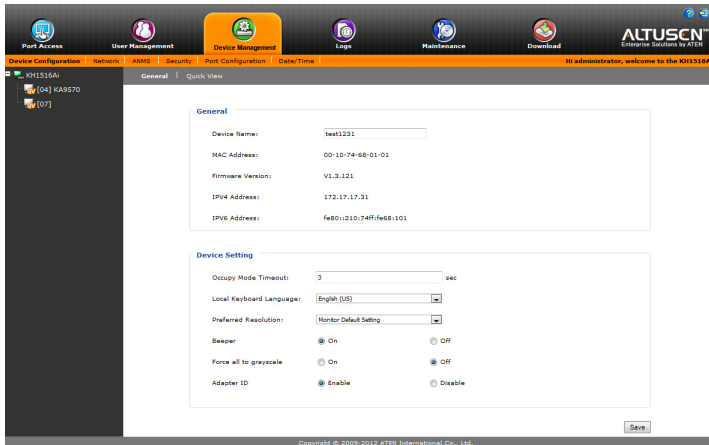 Port Access User Management Device Management Logs Maintenance Download ALTUSCN™
Enterprise Solutions by ATEN
Device Configuration Network ANMS Security Port Configuration Date/Time Hi administrator, welcome to the KH1516A
KH1516Ai General Quick View
[04] KA9570
[07]
General
Device Name: test1231
MAC Address: 00-10-74-68-01-01
Firmware Version: V1.3.121
IPV4 Address: 172.17.17.31
IPV6 Address: fe80::210:74ff:fe68:101
Device Setting
Occupy Mode Timeout: 3 sec
Local Keyboard Language: English (US)
Preferred Resolution: Monitor Default Setting
Beeper On Off
Force all to grayscale On Off
Adapter ID Enable Disable
Save
Copyright © 2009-2012 ATEN International Co., Ltd.